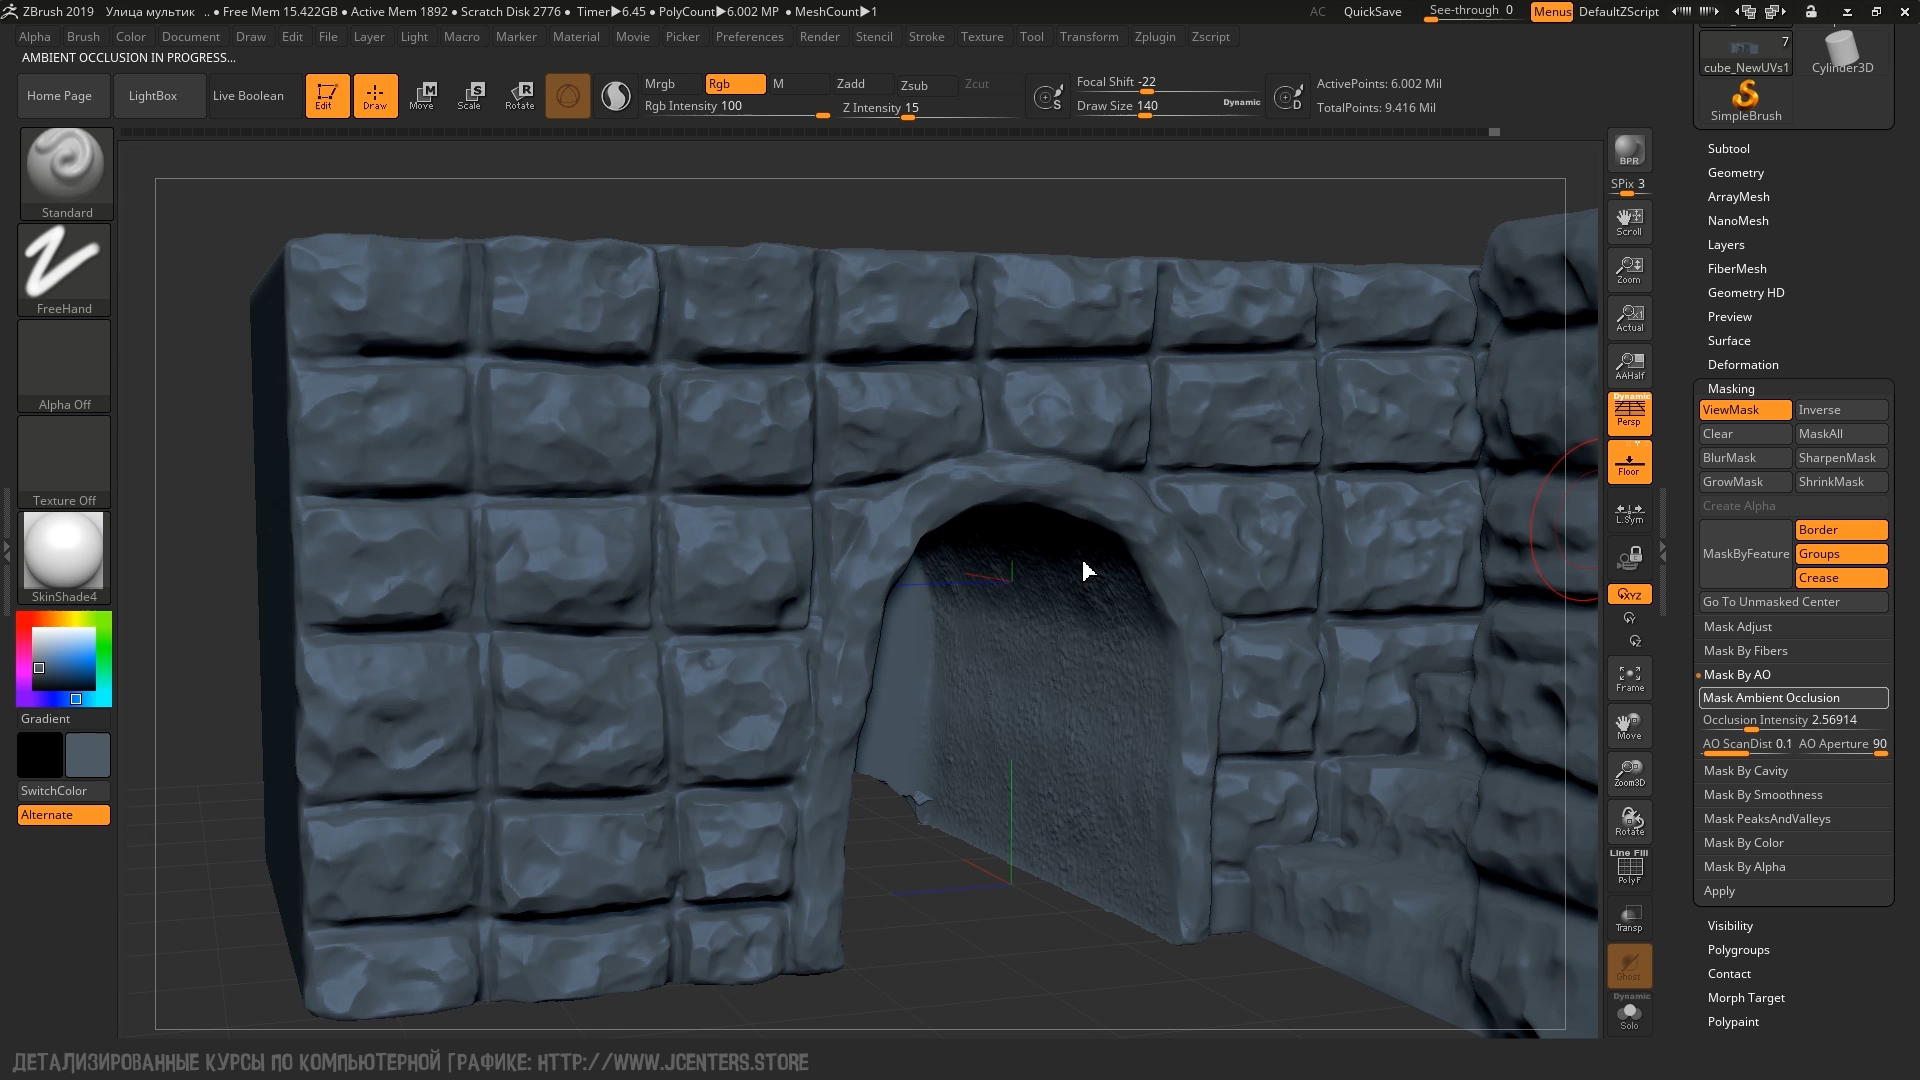 ZBrush 2019 Улица мультик .. ● Free Mem 15.422GB ● Active Mem 1892 ● Scratch Disk 2776 ● Timer▶6.45 ● PolyCount▶6.002 MP ● MeshCount▶1 AC QuickSave See-through 0 Menus DefaultZScript
Alpha Brush Color Document Draw Edit File Layer Light Macro Marker Material Movie Picker Preferences Render Stencil Stroke Texture Tool Transform Zplugin Zscript
AMBIENT OCCLUSION IN PROGRESS...
Home Page LightBox Live Boolean Edit Draw Move Scale Rotate
Mrgb Rgb M Zadd Zsub Zcut
Rgb Intensity 100 Z Intensity 15
Focal Shift -22
Draw Size 140 Dynamic
ActivePoints: 6.002 Mil
TotalPoints: 9.416 Mil
Standard
FreeHand
Alpha Off
Texture Off
SkinShade4
Gradient
SwitchColor
Alternate
BPR
SPix 3
Scroll
Zoom
Actual
AAHalf
Dynamic
Persp
Floor
L.Sym
XYZ
Y
Z
Frame
Move
Zoom3D
Rotate
Line Fill
PolyF
Transp
Ghost
Dynamic
Solo
7
cube_NewUVs1 Cylinder3D
SimpleBrush
Subtool
Geometry
ArrayMesh
NanoMesh
Layers
FiberMesh
Geometry HD
Preview
Surface
Deformation
Masking
ViewMask Inverse
Clear MaskAll
BlurMask SharpenMask
GrowMask ShrinkMask
Create Alpha
MaskByFeature
Border
Groups
Crease
Go To Unmasked Center
Mask Adjust
Mask By Fibers
Mask By AO
Mask Ambient Occlusion
Occlusion Intensity 2.56914
AO ScanDist 0.1 AO Aperture 90
Mask By Cavity
Mask By Smoothness
Mask PeaksAndValleys
Mask By Color
Mask By Alpha
Apply
Visibility
Polygroups
Contact
Morph Target
Polypaint
ДЕТАЛИЗИРОВАННЫЕ КУРСЫ ПО КОМПЬЮТЕРНОЙ ГРАФИКЕ: HTTP://WWW.JCENTERS.STORE